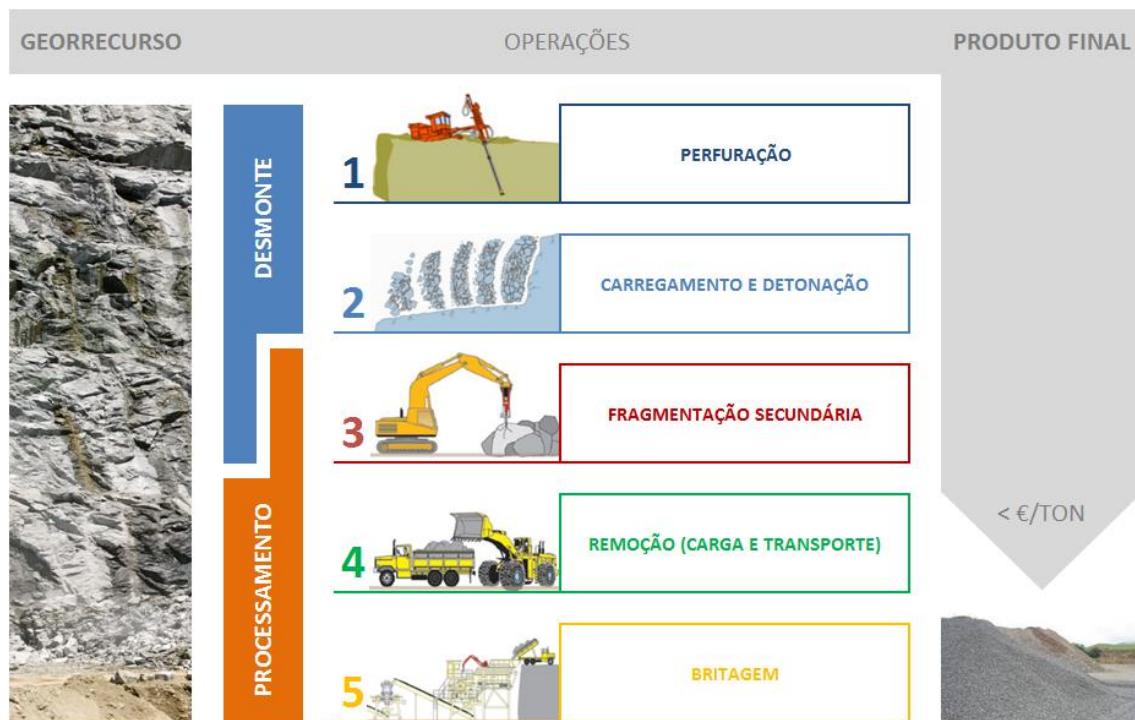 GEORRECURSO
OPERAÇÕES
PRODUTO FINAL
DESMONTE
1
PERFURAÇÃO
2
CARREGAMENTO E DETONAÇÃO
3
FRAGMENTAÇÃO SECUNDÁRIA
PROCESSAMENTO
4
REMOÇÃO (CARGA E TRANSPORTE)
5
BRITAGEM
< €/TON